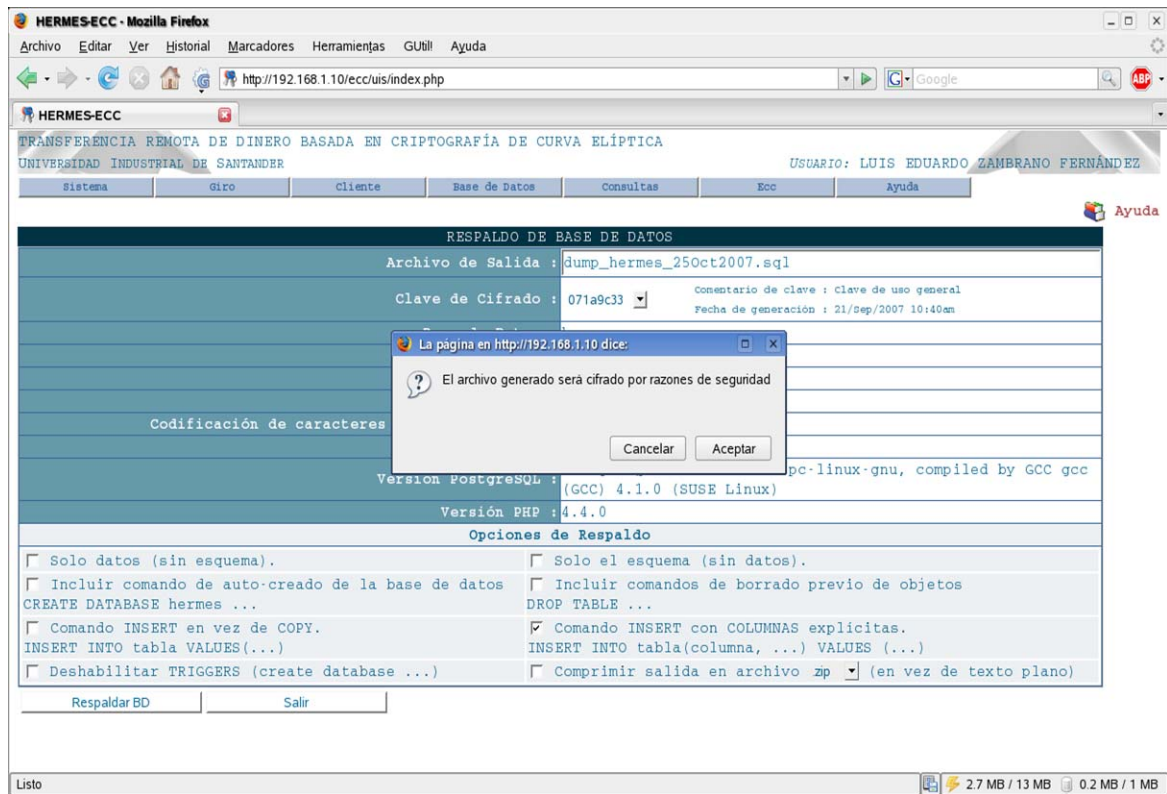 HERMES-ECC - Mozilla Firefox
Archivo Editar Ver Historial Marcadores Herramientas GUtil! Ayuda
http://192.168.1.10/ecc/uis/index.php
G Google
ABP
HERMES-ECC
TRANSFERENCIA REMOTA DE DINERO BASADA EN CRIPTOGRAFÍA DE CURVA ELÍPTICA
UNIVERSIDAD INDUSTRIAL DE SANTANDER USUARIO: LUIS EDUARDO ZAMBRANO FERNÁNDEZ
Sistema Giro Cliente Base de Datos Consultas Ecc Ayuda
Ayuda
RESPALDO DE BASE DE DATOS
Archivo de Salida : dump_hermes_25Oct2007.sql
Clave de Cifrado : 071a9c33 Comentario de clave : Clave de uso general
Fecha de generación : 21/Sep/2007 10:40am
La página en http://192.168.1.10 dice:
El archivo generado será cifrado por razones de seguridad
Cancelar Aceptar
Codificación de caracteres
Versión PostgreSQL : pc-linux-gnu, compiled by GCC gcc
(GCC) 4.1.0 (SUSE Linux)
Versión PHP : 4.4.0
Opciones de Respaldo
Solo datos (sin esquema). Solo el esquema (sin datos).
Incluir comando de auto-creado de la base de datos Incluir comandos de borrado previo de objetos
CREATE DATABASE hermes ... DROP TABLE ...
Comando INSERT en vez de COPY. Comando INSERT con COLUMNAS explicitas.
INSERT INTO tabla VALUES(...) INSERT INTO tabla(columna, ...) VALUES (...)
Deshabilitar TRIGGERS (create database ...) Comprimir salida en archivo zip (en vez de texto plano)
Respaldar BD Salir
Listo 2.7 MB / 13 MB 0.2 MB / 1 MB